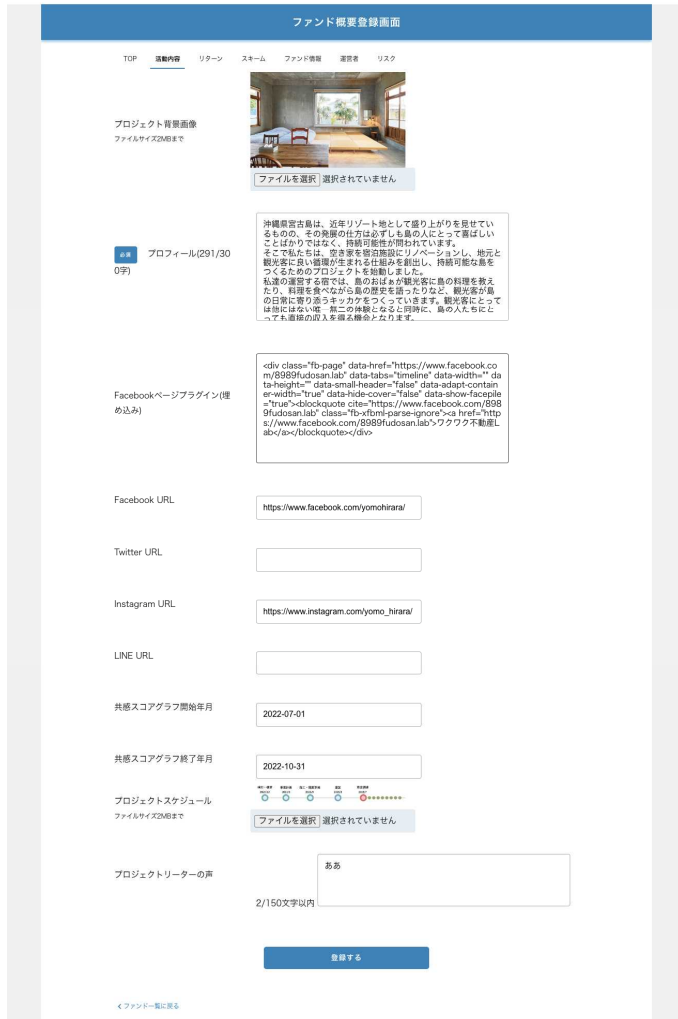 ファンド概要登録画面
TOP 活動内容 リターン スキーム ファンド情報 運営者 リスク
プロジェクト背景画像
ファイルサイズ2MBまで
ファイルを選択 選択されていません
必須 プロフィール(291/30
0字)
沖縄県宮古島は、近年リゾート地として盛り上がりを見せてい
るものの、その発展の仕方は必ずしも島の人にとって喜ばしい
ことばかりではなく、持続可能性が問われています。
そこで私たちは、空き家を宿泊施設にリノベーションし、地元と
観光客に良い循環が生まれる仕組みを創出し、持続可能な島を
つくるためのプロジェクトを始動しました。
私達の運営する宿では、島のおばぁが観光客に島の料理を教え
たり、料理を食べながら島の歴史を語ったりなど、観光客が島
の日常に寄り添うキッカケをつくっていきます。観光客にとって
は他にはない唯一無二の体験となると同時に、島の人たちにと
っても直接の収入を得る機会となります。
Facebookページプラグイン(埋
め込み)
<div class="fb-page" data-href="https://www.facebook.co
m/8989fudosan.lab" data-tabs="timeline" data-width="" da
ta-height="" data-small-header="false" data-adapt-contain
er-width="true" data-hide-cover="false" data-show-facepile
="true"><blockquote cite="https://www.facebook.com/898
9fudosan.lab" class="fb-xfbml-parse-ignore"><a href="http
s://www.facebook.com/8989fudosan.lab">ワクワク不動産L
ab</a></blockquote></div>
Facebook URL
https://www.facebook.com/yomohirara/
Twitter URL
Instagram URL
https://www.instagram.com/yomo_hirara/
LINE URL
共感スコアグラフ開始年月
2022-07-01
共感スコアグラフ終了年月
2022-10-31
プロジェクトスケジュール
ファイルサイズ2MBまで
ファイルを選択 選択されていません
プロジェクトリーターの声
ああ
2/150文字以内
登録する
ファンド一覧に戻る